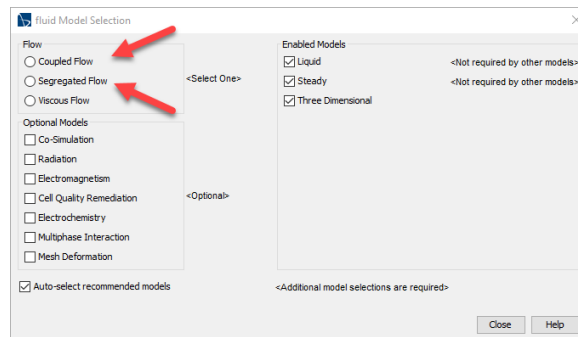 fluid Model Selection
Flow
Coupled Flow
Segregated Flow
<Select One>
Viscous Flow
Optional Models
Co-Simulation
Radiation
Electromagnetism
Cell Quality Remediation
<Optional>
Electrochemistry
Multiphase Interaction
Mesh Deformation
Auto-select recommended models
Enabled Models
Liquid
<Not required by other models>
Steady
<Not required by other models>
Three Dimensional
<Additional model selections are required>
Close
Help